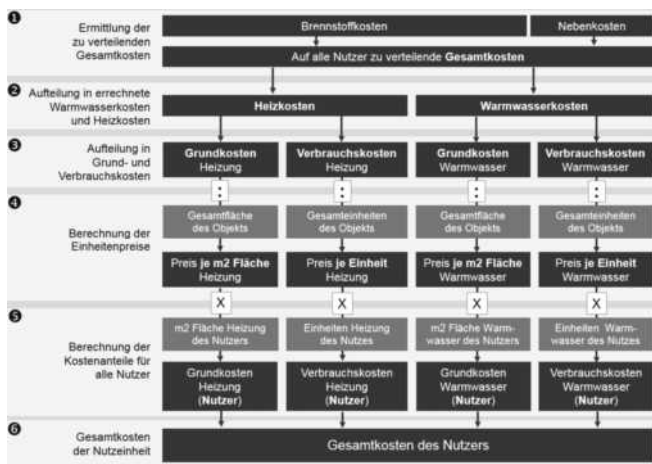 ❶
Ermittlung der
zu verteilenden
Gesamtkosten
Brennstoffkosten
Nebenkosten
Auf alle Nutzer zu verteilende Gesamtkosten
❷
Aufteilung in errechnete
Warmwasserkosten
und Heizkosten
Heizkosten
Warmwasserkosten
❸
Aufteilung in
Grund- und
Verbrauchskosten
Grundkosten
Heizung
Verbrauchskosten
Heizung
Grundkosten
Warmwasser
Verbrauchskosten
Warmwasser
:
:
:
:
❹
Berechnung der
Einheitenpreise
Gesamtfläche
des Objekts
Gesamteinheiten
des Objekts
Gesamtfläche
des Objekts
Gesamteinheiten
des Objekts
Preis je m2 Fläche
Heizung
Preis je Einheit
Heizung
Preis je m2 Fläche
Warmwasser
Preis je Einheit
Warmwasser
X
X
X
X
❺
Berechnung der
Kostenanteile für
alle Nutzer
m2 Fläche Heizung
des Nutzers
Einheiten Heizung
des Nutzes
m2 Fläche Warm-
wasser des Nutzers
Einheiten Warm-
wasser des Nutzes
Grundkosten
Heizung
(Nutzer)
Verbrauchskosten
Heizung
(Nutzer)
Grundkosten
Warmwasser
(Nutzer)
Verbrauchskosten
Warmwasser
(Nutzer)
❻
Gesamtkosten
der Nutzeinheit
Gesamtkosten des Nutzers